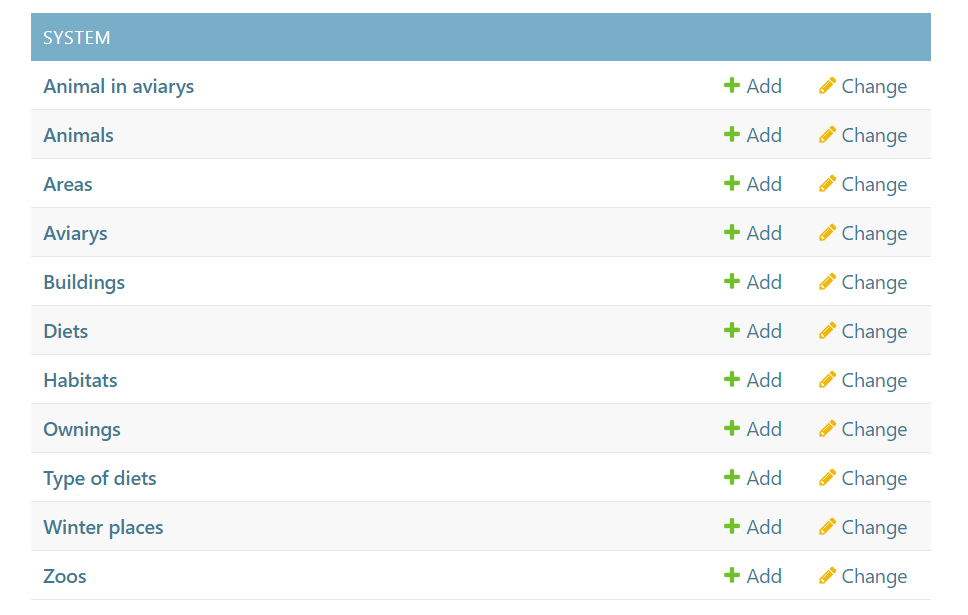 SYSTEM
Animal in aviarys Add Change
Animals Add Change
Areas Add Change
Aviarys Add Change
Buildings Add Change
Diets Add Change
Habitats Add Change
Ownings Add Change
Type of diets Add Change
Winter places Add Change
Zoos Add Change